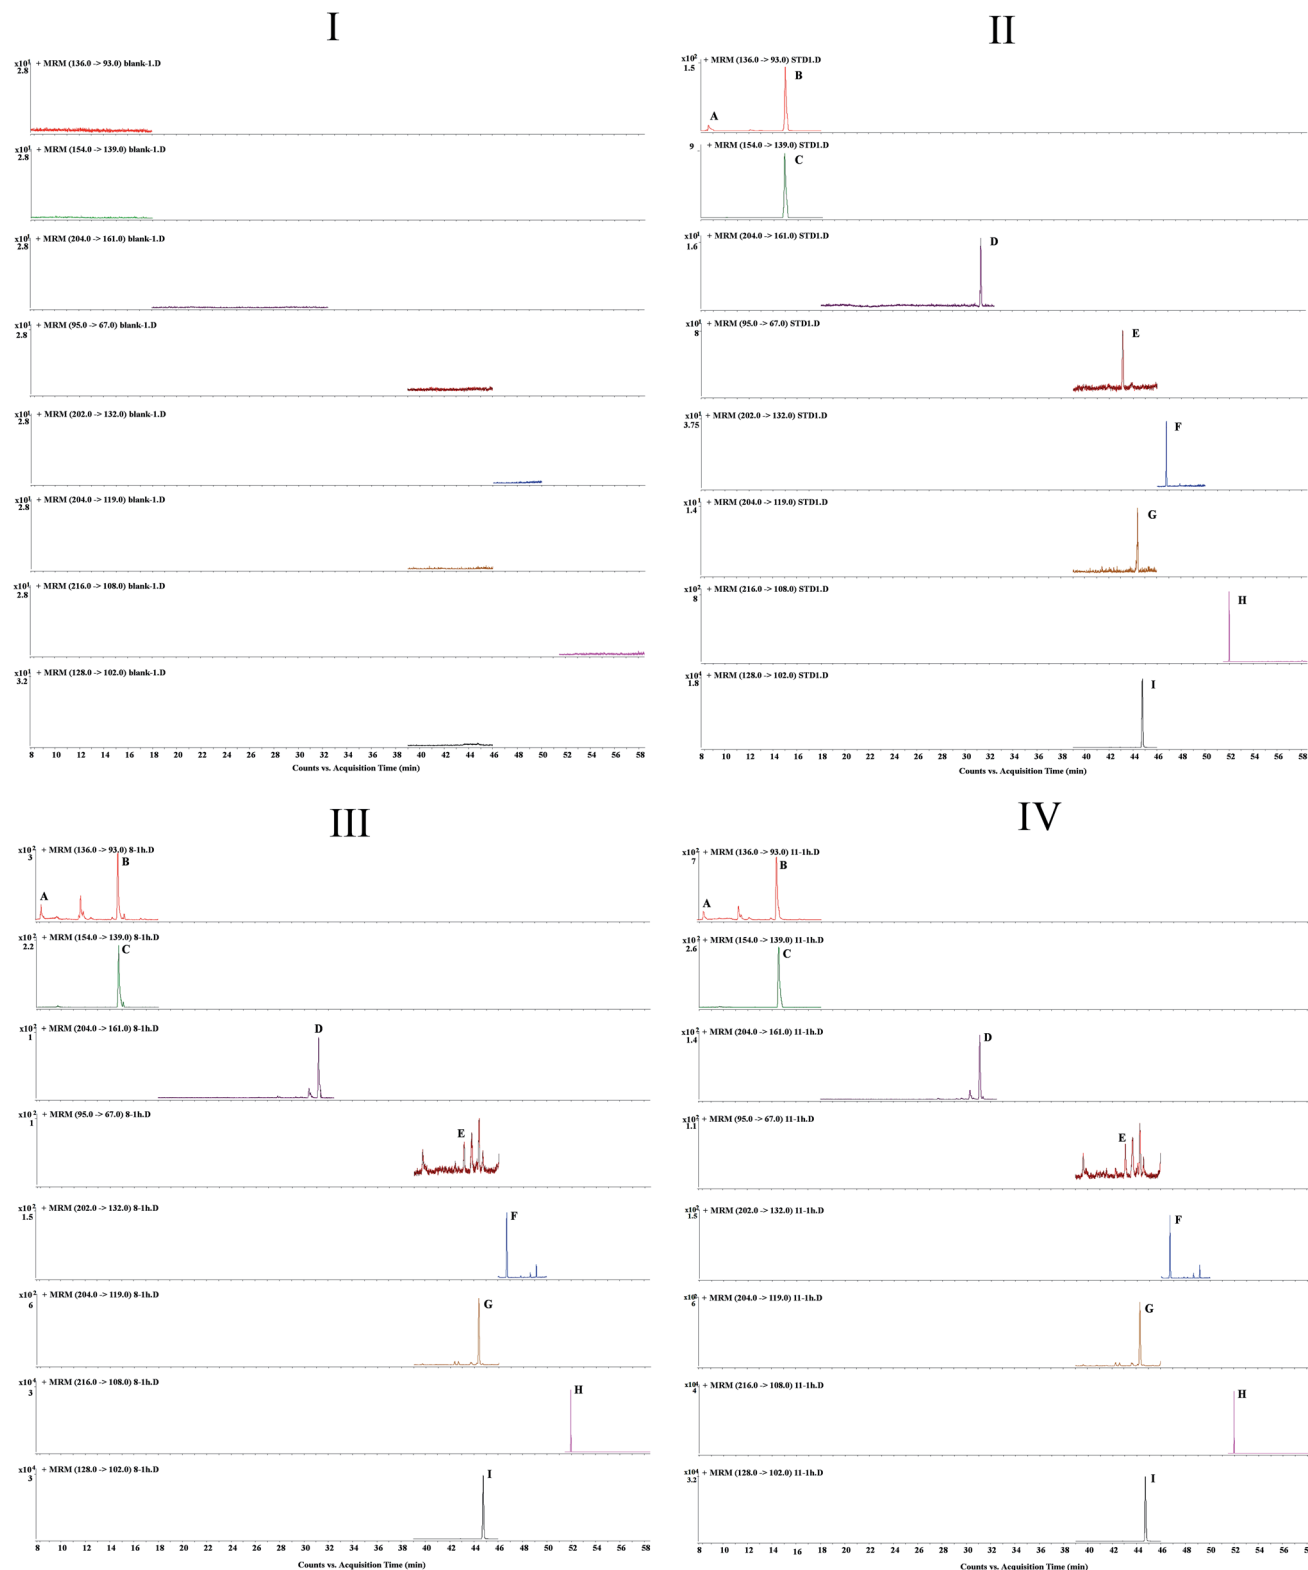 I
x10¹ + MRM (136.0 -> 93.0) blank-1.D
2.8
x10¹ + MRM (154.0 -> 139.0) blank-1.D
2.8
x10¹ + MRM (204.0 -> 161.0) blank-1.D
2.8
x10¹ + MRM (95.0 -> 67.0) blank-1.D
2.8
x10¹ + MRM (202.0 -> 132.0) blank-1.D
2.8
x10¹ + MRM (204.0 -> 119.0) blank-1.D
2.8
x10¹ + MRM (216.0 -> 108.0) blank-1.D
2.8
x10¹ + MRM (128.0 -> 102.0) blank-1.D
3.2
8 10 12 14 16 18 20 22 24 26 28 30 32 34 36 38 40 42 44 46 48 50 52 54 56 58
Counts vs. Acquisition Time (min)
II
x10² + MRM (136.0 -> 93.0) STD1.D
1.5
B
A
+ MRM (154.0 -> 139.0) STD1.D
9
C
x10¹ + MRM (204.0 -> 161.0) STD1.D
1.6
D
x10¹ + MRM (95.0 -> 67.0) STD1.D
8
E
x10¹ + MRM (202.0 -> 132.0) STD1.D
3.75
F
x10¹ + MRM (204.0 -> 119.0) STD1.D
1.4
G
x10² + MRM (216.0 -> 108.0) STD1.D
8
H
x10⁴ + MRM (128.0 -> 102.0) STD1.D
1.8
I
8 10 12 14 16 18 20 22 24 26 28 30 32 34 36 38 40 42 44 46 48 50 52 54 56 58
Counts vs. Acquisition Time (min)
III
x10² + MRM (136.0 -> 93.0) 8-1h.D
3
B
A
x10² + MRM (154.0 -> 139.0) 8-1h.D
2.2
C
x10² + MRM (204.0 -> 161.0) 8-1h.D
1
D
x10² + MRM (95.0 -> 67.0) 8-1h.D
1
E
x10² + MRM (202.0 -> 132.0) 8-1h.D
1.5
F
x10² + MRM (204.0 -> 119.0) 8-1h.D
6
G
x10⁴ + MRM (216.0 -> 108.0) 8-1h.D
3
H
x10⁴ + MRM (128.0 -> 102.0) 8-1h.D
3
I
8 10 12 14 16 18 20 22 24 26 28 30 32 34 36 38 40 42 44 46 48 50 52 54 56 58
Counts vs. Acquisition Time (min)
IV
x10² + MRM (136.0 -> 93.0) 11-1h.D
7
B
A
x10² + MRM (154.0 -> 139.0) 11-1h.D
2.6
C
x10² + MRM (204.0 -> 161.0) 11-1h.D
1.4
D
x10² + MRM (95.0 -> 67.0) 11-1h.D
1.1
E
x10² + MRM (202.0 -> 132.0) 11-1h.D
1.5
F
x10² + MRM (204.0 -> 119.0) 11-1h.D
6
G
x10⁴ + MRM (216.0 -> 108.0) 11-1h.D
4
H
x10⁴ + MRM (128.0 -> 102.0) 11-1h.D
3.2
I
8 10 12 14 16 18 20 22 24 26 28 30 32 34 36 38 40 42 44 46 48 50 52 54 56 58
Counts vs. Acquisition Time (min)